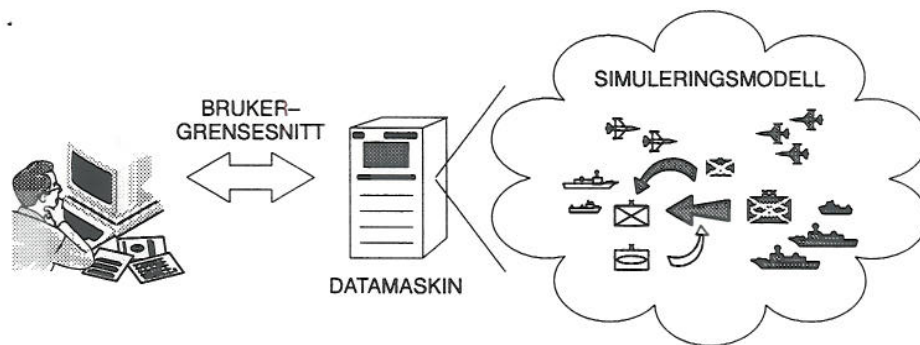 BRUKER–
GRENSESNITT
DATAMASKIN
SIMULERINGSMODELL